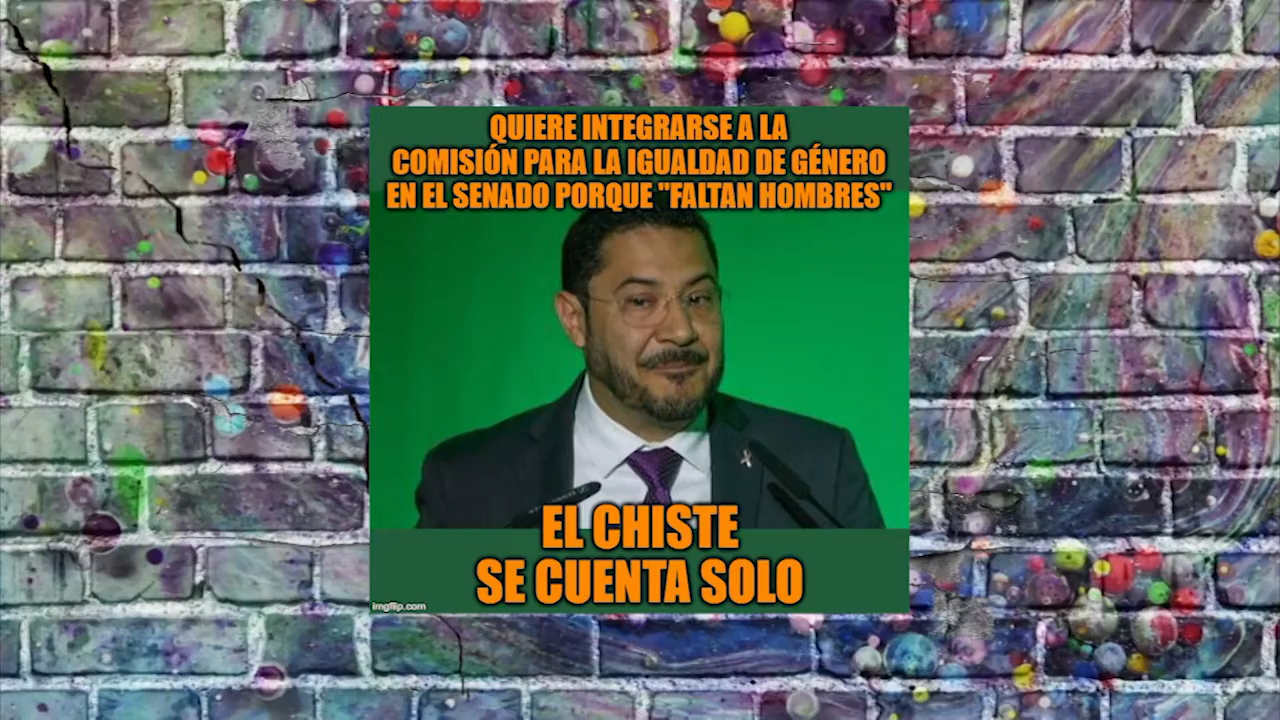 QUIERE INTEGRARSE A LA
COMISIÓN PARA LA IGUALDAD DE GÉNERO
EN EL SENADO PORQUE "FALTAN HOMBRES"
EL CHISTE
SE CUENTA SOLO
imgflip.com